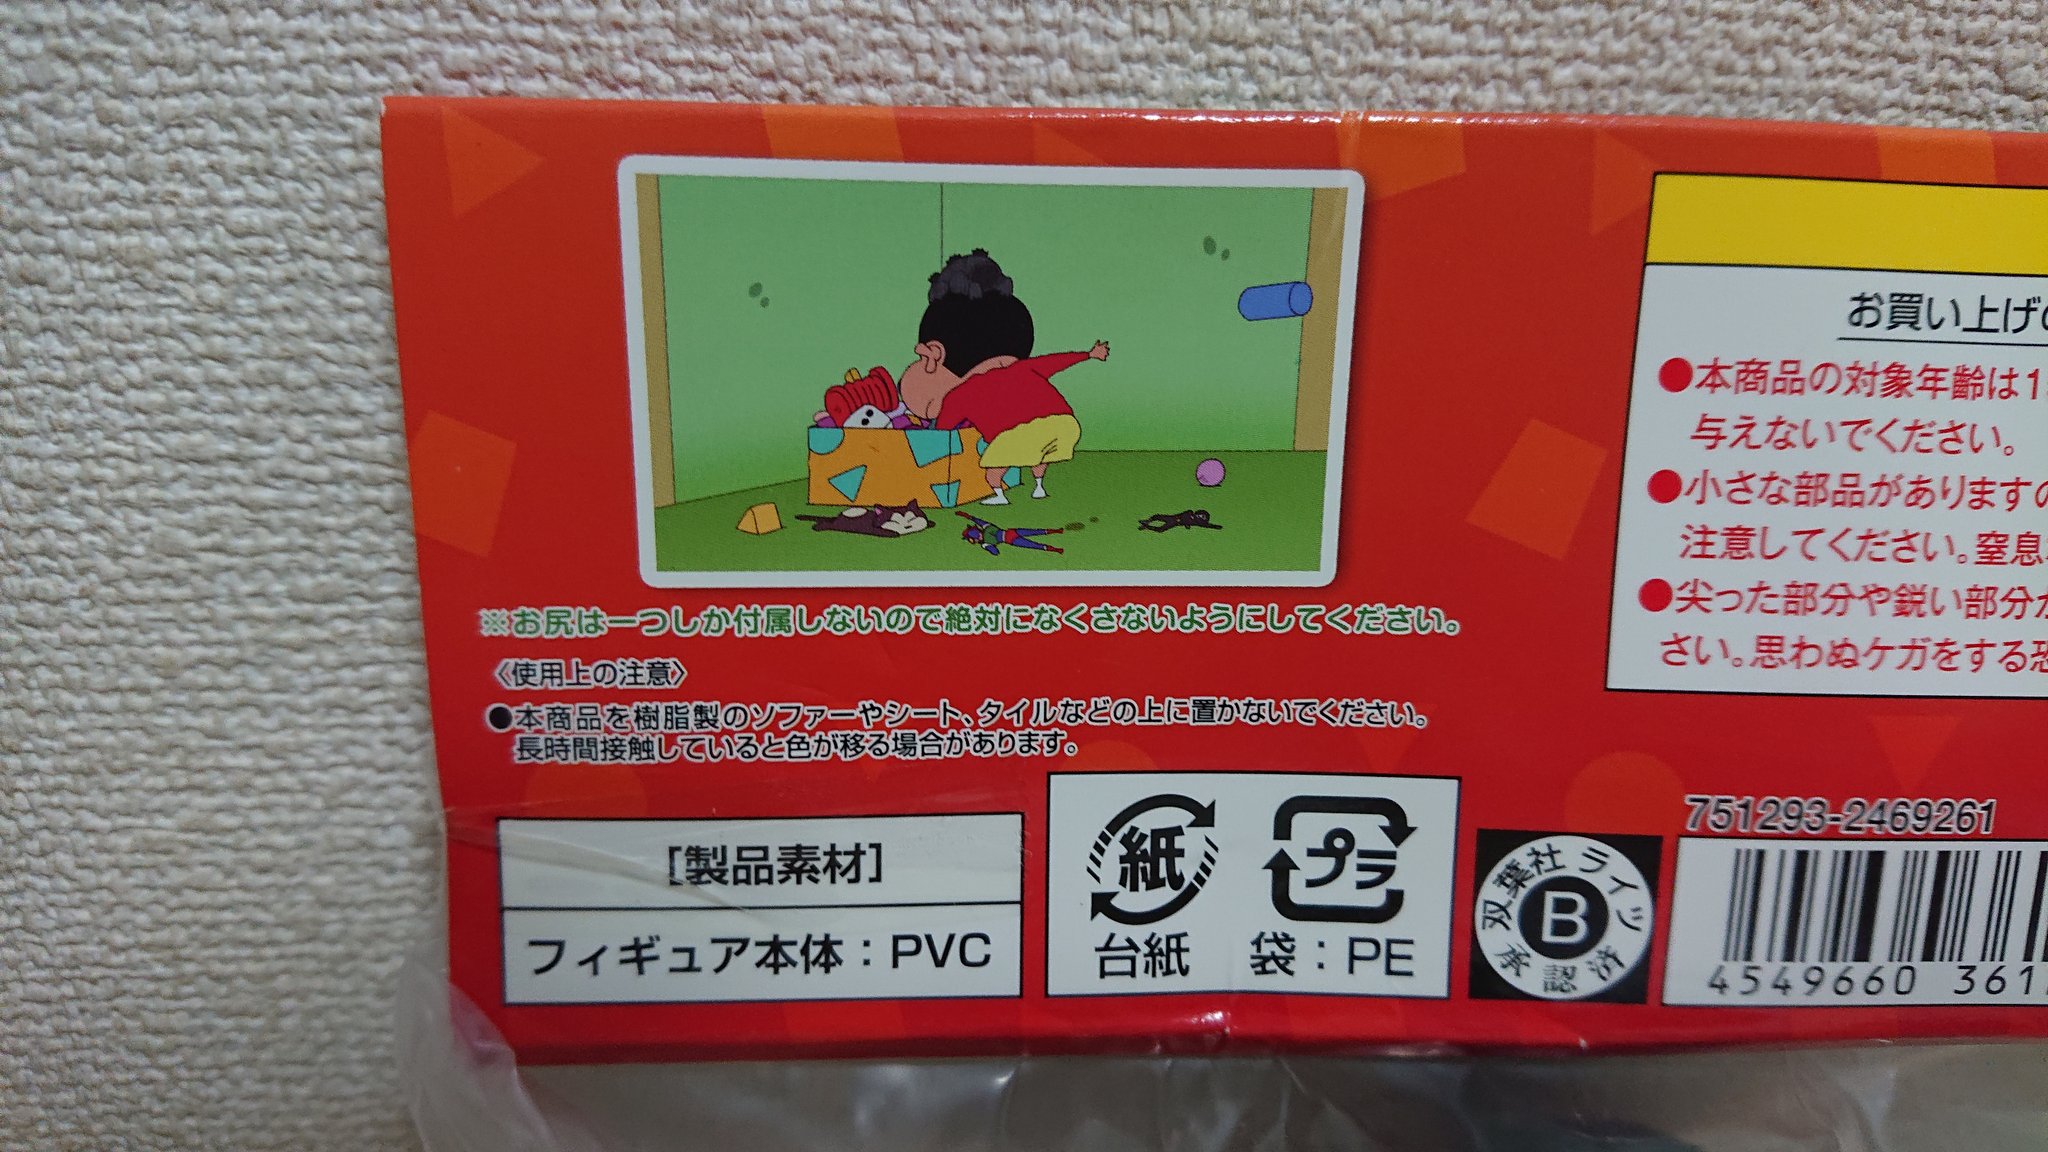 ※お尻は一つしか付属しないので絶対になくさないようにしてください。
〈使用上の注意〉
●本商品を樹脂製のソファーやシート、タイルなどの上に置かないでください。
長時間接触していると色が移る場合があります。
[製品素材]
フィギュア本体：PVC
紙
台紙
プラ
袋：PE
双葉社ライツ
B
承認済
お買い上げ
●本商品の対象年齢は1
与えないでください。
●小さな部品があります
注意してください。窒息
●尖った部分や鋭い部分
さい。思わぬケガをする恐
751293-2469261
4549660 361